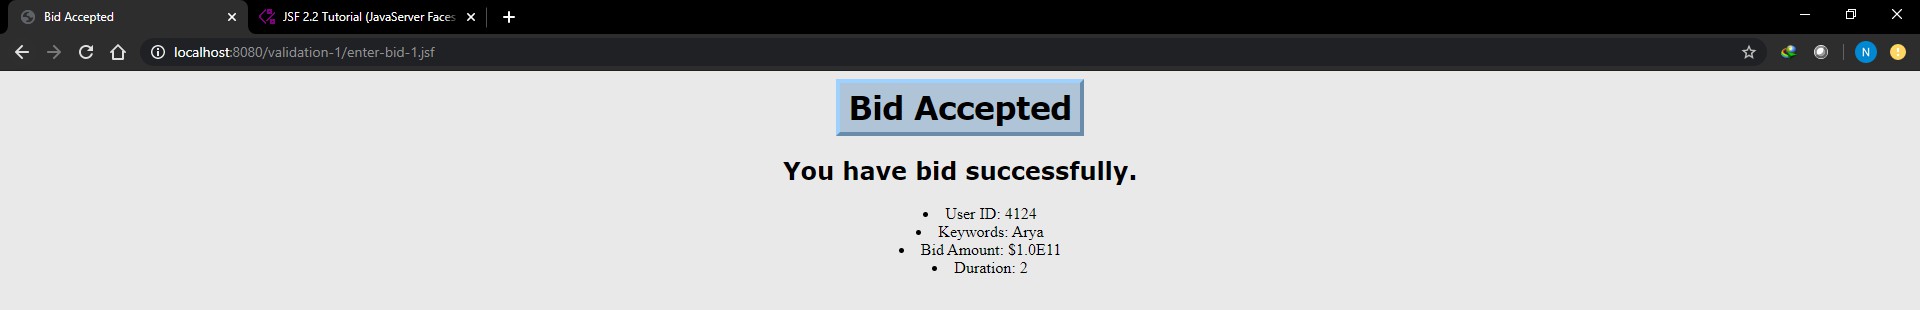 Bid Accepted
JSF 2.2 Tutorial (JavaServer Faces
localhost:8080/validation-1/enter-bid-1.jsf
N
Bid Accepted
You have bid successfully.
• User ID: 4124
• Keywords: Arya
• Bid Amount: $1.0E11
• Duration: 2